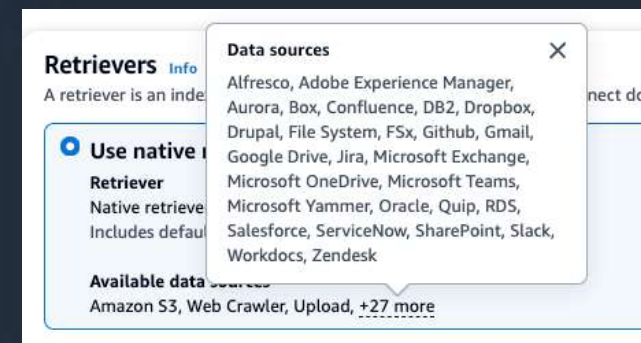 Retrievers Info
A retriever is an inde
nect do
Use native
Retriever
Native retrieve
Includes defau
Available data
Amazon S3, Web Crawler, Upload, +27 more
Data sources
Alfresco, Adobe Experience Manager,
Aurora, Box, Confluence, DB2, Dropbox,
Drupal, File System, FSx, Github, Gmail,
Google Drive, Jira, Microsoft Exchange,
Microsoft OneDrive, Microsoft Teams,
Microsoft Yammer, Oracle, Quip, RDS,
Salesforce, ServiceNow, SharePoint, Slack,
Workdocs, Zendesk